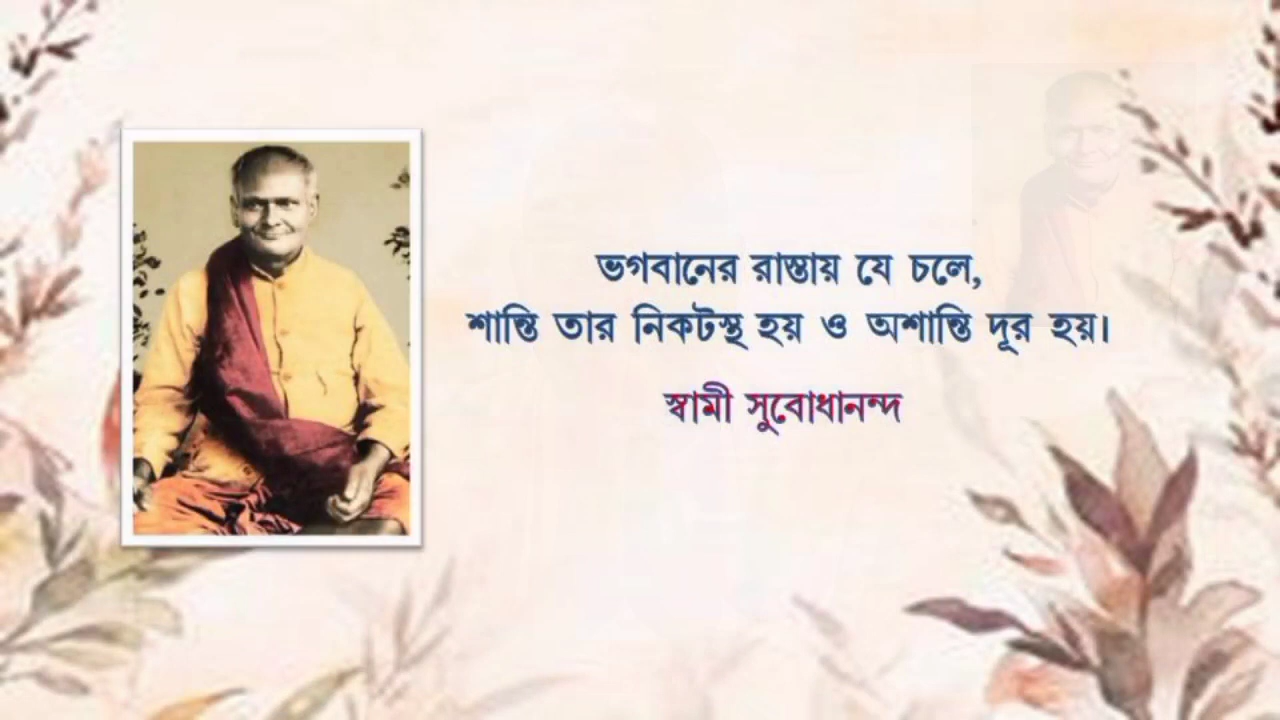 ভগবানের রাস্তায় যে চলে,
শান্তি তার নিকটস্থ হয় ও অশান্তি দূর হয়।
স্বামী সুবোধানন্দ